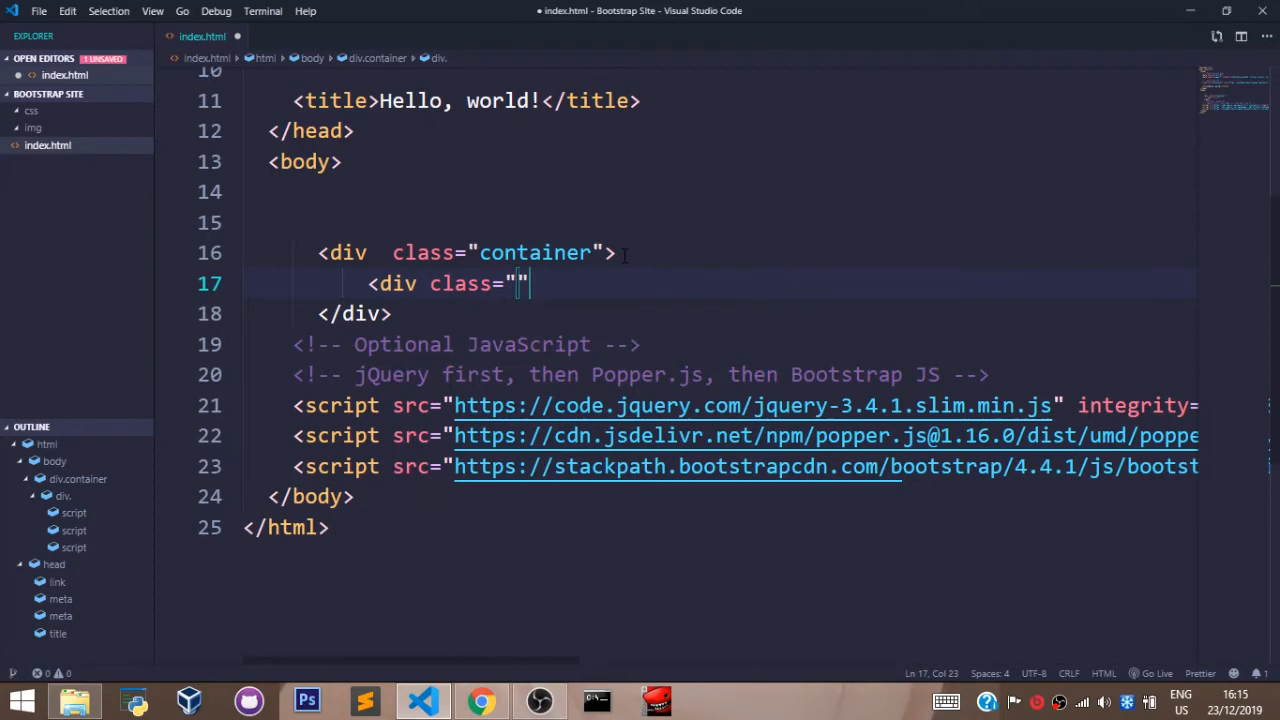 File Edit Selection View Go Debug Terminal Help
● index.html - Bootstrap Site - Visual Studio Code
EXPLORER
OPEN EDITORS 1 UNSAVED
index.html
BOOTSTRAP SITE
css
img
index.html
OUTLINE
html
body
div.container
div.
script
script
script
head
link
meta
meta
title
index.html
index.html html body div.container div.
10
11 <title>Hello, world!</title>
12 </head>
13 <body>
14
15
16 <div  class="container">
17 <div class=""
18 </div>
19 <!-- Optional JavaScript -->
20 <!-- jQuery first, then Popper.js, then Bootstrap JS -->
21 <script src="https://code.jquery.com/jquery-3.4.1.slim.min.js" integrity=
22 <script src="https://cdn.jsdelivr.net/npm/popper.js@1.16.0/dist/umd/poppe
23 <script src="https://stackpath.bootstrapcdn.com/bootstrap/4.4.1/js/bootst
24 </body>
25 </html>
0 0 Ln 17, Col 23 Spaces: 4 UTF-8 CRLF HTML Go Live Prettier 1
Ps
ENG
US
16:15
23/12/2019